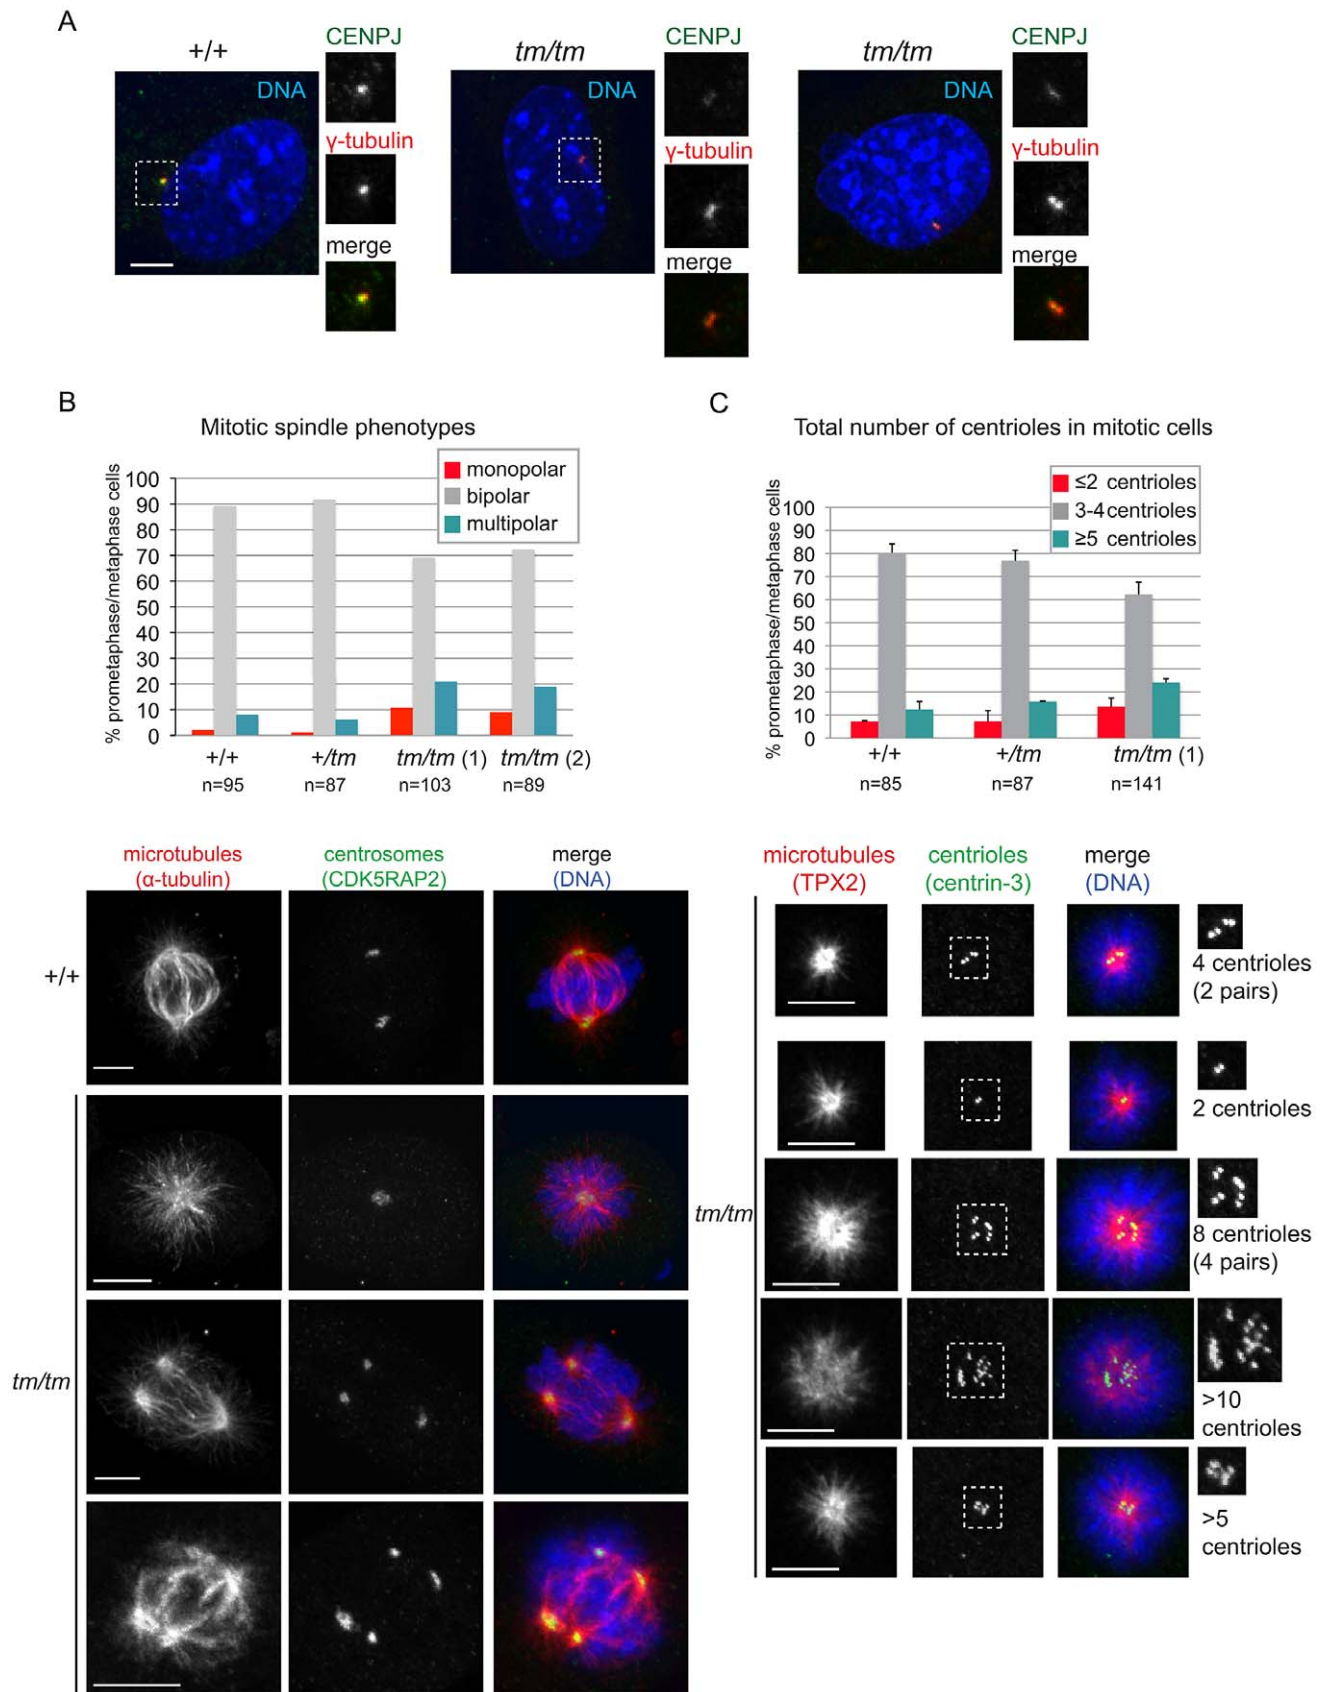 A
+/+
CENPJ
DNA
γ-tubulin
merge
tm/tm
CENPJ
DNA
γ-tubulin
merge
tm/tm
CENPJ
DNA
γ-tubulin
merge
B
Mitotic spindle phenotypes
% prometaphase/metaphase cells
monopolar
bipolar
multipolar
100
90
80
70
60
50
40
30
20
10
0
+/+ +/tm tm/tm (1) tm/tm (2)
n=95 n=87 n=103 n=89
C
Total number of centrioles in mitotic cells
% prometaphase/metaphase cells
≤2 centrioles
3-4 centrioles
≥5 centrioles
100
90
80
70
60
50
40
30
20
10
0
+/+ +/tm tm/tm (1)
n=85 n=87 n=141
microtubules centrosomes merge
(α-tubulin) (CDK5RAP2) (DNA)
+/+
tm/tm
microtubules centrioles merge
(TPX2) (centrin-3) (DNA)
4 centrioles
(2 pairs)
2 centrioles
tm/tm
8 centrioles
(4 pairs)
>10
centrioles
>5
centrioles